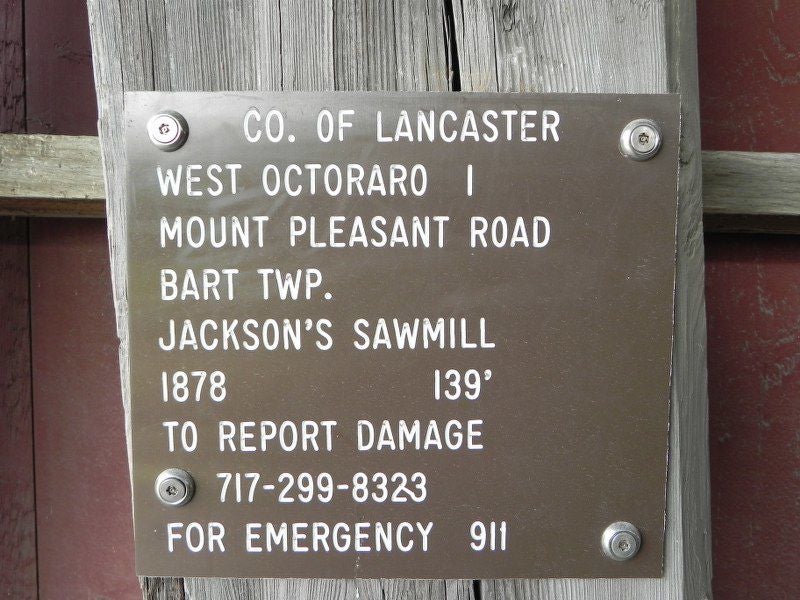 CO. OF LANCASTER
WEST OCTORARO 1
MOUNT PLEASANT ROAD
BART TWP.
JACKSON'S SAWMILL
1878 139'
TO REPORT DAMAGE
717-299-8323
FOR EMERGENCY 911